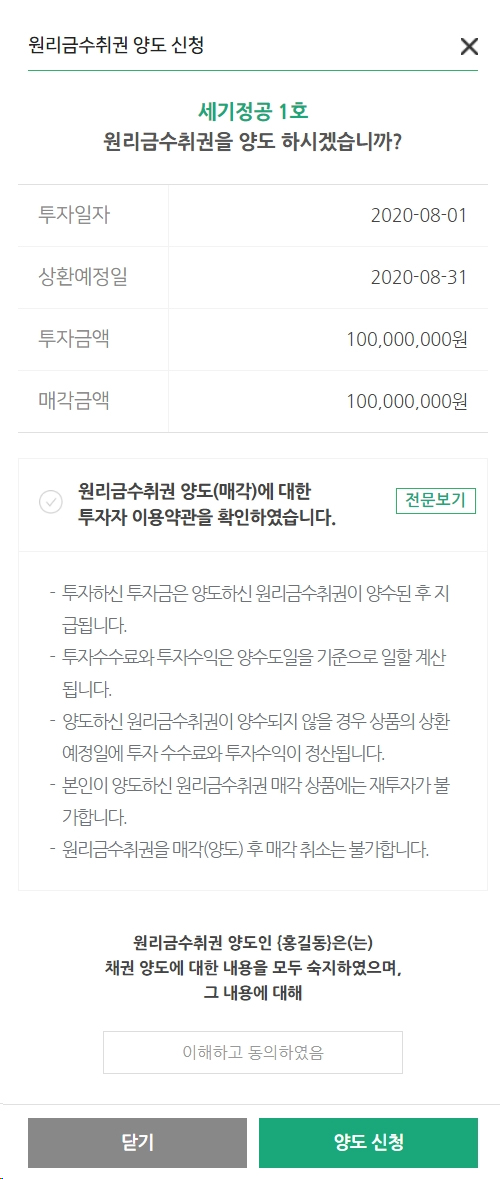 원리금수취권 양도 신청
세기정공 1호
원리금수취권을 양도 하시겠습니까?
투자일자 2020-08-01
상환예정일 2020-08-31
투자금액 100,000,000원
매각금액 100,000,000원
원리금수취권 양도(매각)에 대한
투자자 이용약관을 확인하였습니다.
전문보기
- 투자하신 투자금은 양도하신 원리금수취권이 양수된 후 지
급됩니다.
- 투자수수료와 투자수익은 양수도일을 기준으로 일할 계산
됩니다.
- 양도하신 원리금수취권이 양수되지 않을 경우 상품의 상환
예정일에 투자 수수료와 투자수익이 정산됩니다.
- 본인이 양도하신 원리금수취권 매각 상품에는 재투자가 불
가합니다.
- 원리금수취권을 매각(양도) 후 매각 취소는 불가합니다.
원리금수취권 양도인 {홍길동}은(는)
채권 양도에 대한 내용을 모두 숙지하였으며,
그 내용에 대해
이해하고 동의하였음
닫기
양도 신청